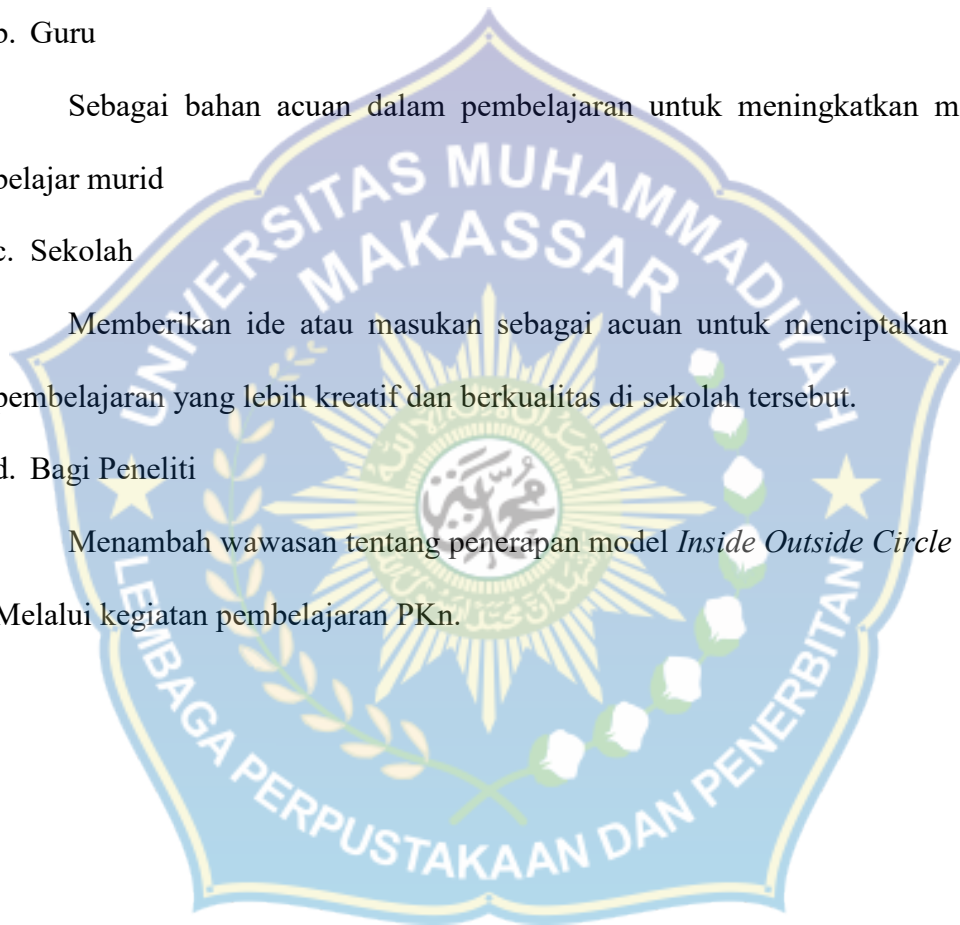 b. Guru
Sebagai bahan acuan dalam pembelajaran untuk meningkatkan m
belajar murid
c. Sekolah
Memberikan ide atau masukan sebagai acuan untuk menciptakan
pembelajaran yang lebih kreatif dan berkualitas di sekolah tersebut.
d. Bagi Peneliti
Menambah wawasan tentang penerapan model Inside Outside Circle
Melalui kegiatan pembelajaran PKn.
UNIVERSITAS MUHAMMADIYAH
MAKASSAR
محمد
LEMBAGA PERPUSTAKAAN DAN PENERBITAN